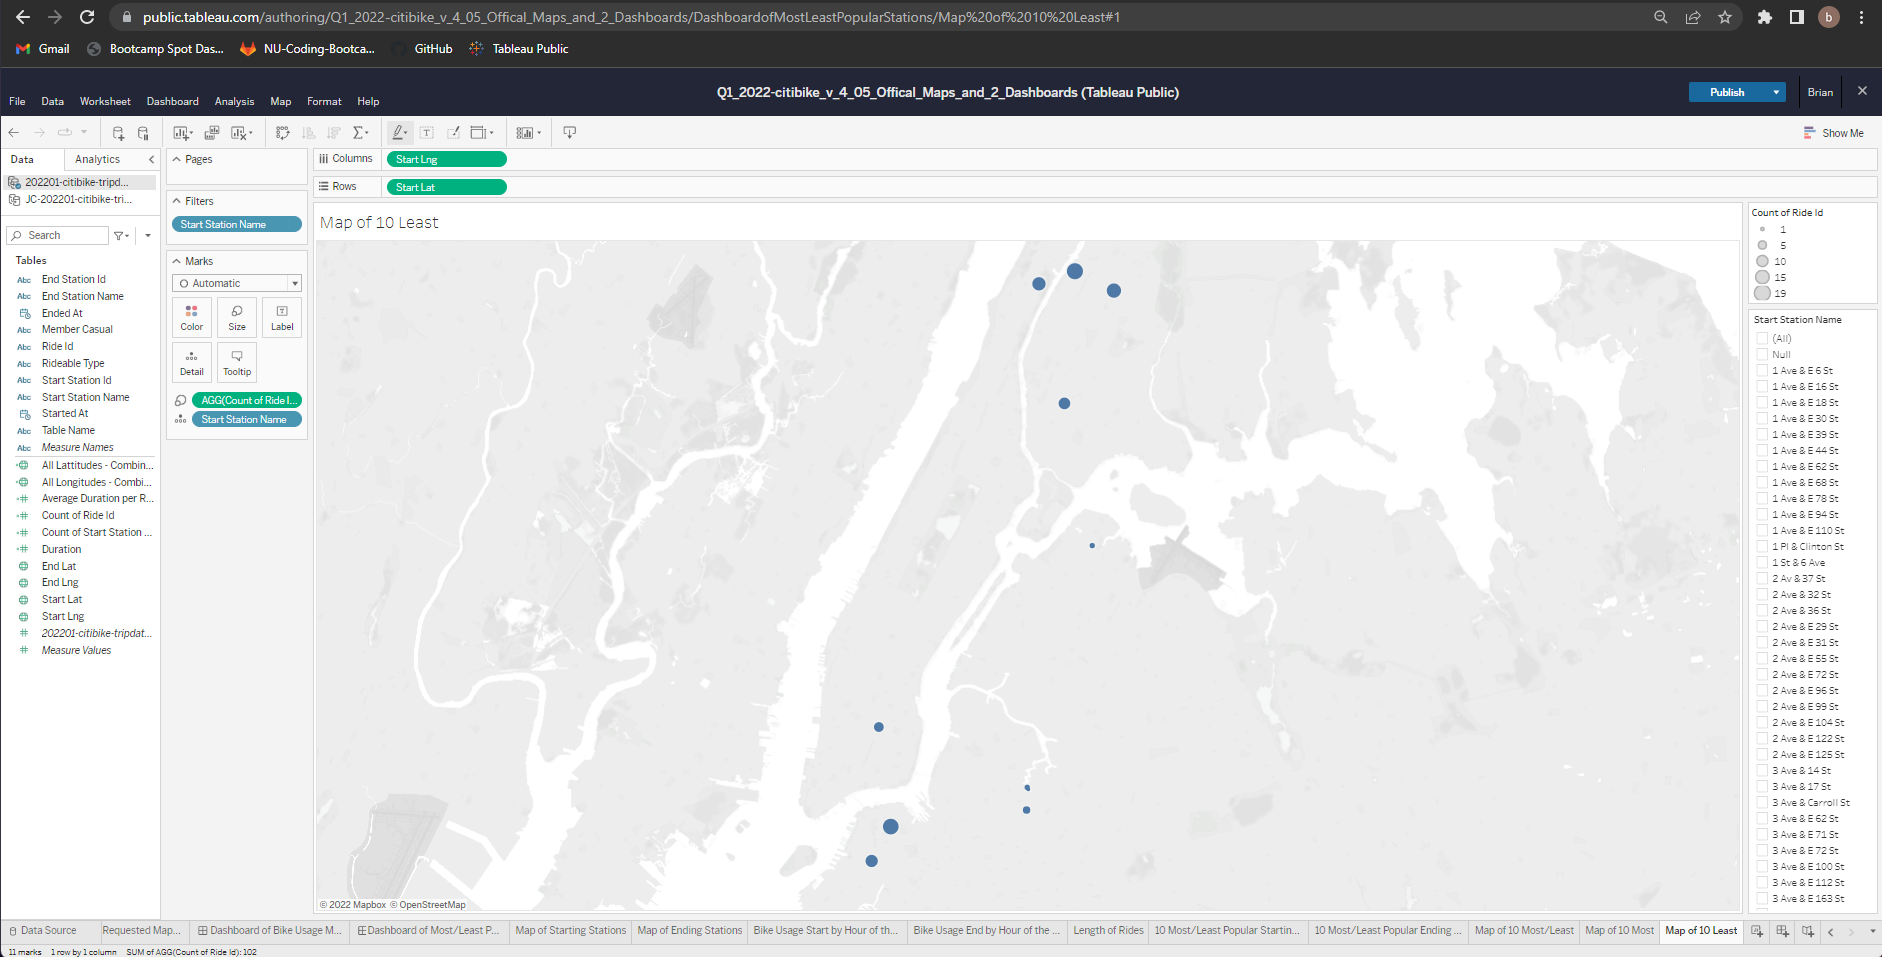 public.tableau.com/authoring/Q1_2022-citibike_v_4_05_Offical_Maps_and_2_Dashboards/DashboardofMostLeastPopularStations/Map%20of%2010%20Least#1
b
Gmail
Bootcamp Spot Das...
NU-Coding-Bootca...
GitHub
Tableau Public
Q1_2022-citibike_v_4_05_Offical_Maps_and_2_Dashboards (Tableau Public)
Publish
Brian
File
Data
Worksheet
Dashboard
Analysis
Map
Format
Help
Show Me
Data
Analytics
Pages
Columns
Start Lng
202201-citibike-tripd...
JC-202201-citibike-tri...
Rows
Start Lat
Filters
Start Station Name
Search
Map of 10 Least
Tables
Abc End Station Id
Abc End Station Name
Ended At
Abc Member Casual
Abc Ride Id
Abc Rideable Type
Abc Start Station Id
Abc Start Station Name
Started At
Abc Table Name
Abc Measure Names
All Lattitudes - Combin...
All Longitudes - Combi...
Average Duration per R...
Count of Ride Id
Count of Start Station ...
Duration
End Lat
End Lng
Start Lat
Start Lng
202201-citibike-tripdat...
Measure Values
Marks
Automatic
Color
Size
Label
Detail
Tooltip
AGG(Count of Ride I...
Start Station Name
© 2022 Mapbox © OpenStreetMap
Count of Ride Id
1
5
10
15
19
Start Station Name
(All)
Null
1 Ave & E 6 St
1 Ave & E 16 St
1 Ave & E 18 St
1 Ave & E 30 St
1 Ave & E 39 St
1 Ave & E 44 St
1 Ave & E 62 St
1 Ave & E 68 St
1 Ave & E 78 St
1 Ave & E 94 St
1 Ave & E 110 St
1 Pl & Clinton St
1 St & 6 Ave
2 Av & 37 St
2 Ave & 32 St
2 Ave & 36 St
2 Ave & E 29 St
2 Ave & E 31 St
2 Ave & E 55 St
2 Ave & E 72 St
2 Ave & E 96 St
2 Ave & E 99 St
2 Ave & E 104 St
2 Ave & E 122 St
2 Ave & E 125 St
3 Ave & 14 St
3 Ave & 17 St
3 Ave & Carroll St
3 Ave & E 62 St
3 Ave & E 71 St
3 Ave & E 72 St
3 Ave & E 100 St
3 Ave & E 112 St
3 Ave & E 163 St
Data Source
Requested Map...
Dashboard of Bike Usage M...
Dashboard of Most/Least P...
Map of Starting Stations
Map of Ending Stations
Bike Usage Start by Hour of th...
Bike Usage End by Hour of the ...
Length of Rides
10 Most/Least Popular Startin...
10 Most/Least Popular Ending ...
Map of 10 Most/Least
Map of 10 Most
Map of 10 Least
11 marks
1 row by 1 column
SUM of AGG(Count of Ride Id): 102